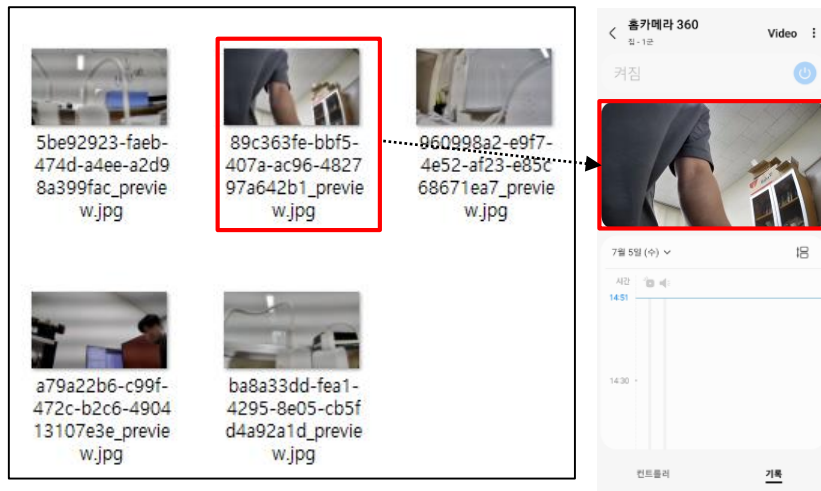 5be92923-faeb-
474d-a4ee-a2d9
8a399fac_previe
w.jpg
89c363fe-bbf5-
407a-ac96-4827
97a642b1_previe
w.jpg
960998a2-e9f7-
4e52-af23-e85c
68671ea7_previe
w.jpg
a79a22b6-c99f-
472c-b2c6-4904
13107e3e_previe
w.jpg
ba8a33dd-fea1-
4295-8e05-cb5f
d4a92a1d_previe
w.jpg
홈카메라 360
집 - 1군
Video
켜짐
7월 5일 (수)
시간
14:51
14:30
컨트롤러
기록